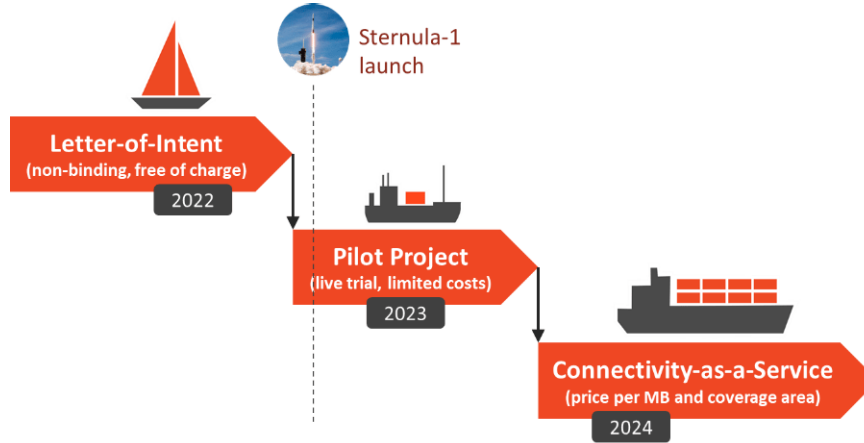 Sternula-1
launch
Letter-of-Intent
(non-binding, free of charge)
2022
Pilot Project
(live trial, limited costs)
2023
Connectivity-as-a-Service
(price per MB and coverage area)
2024